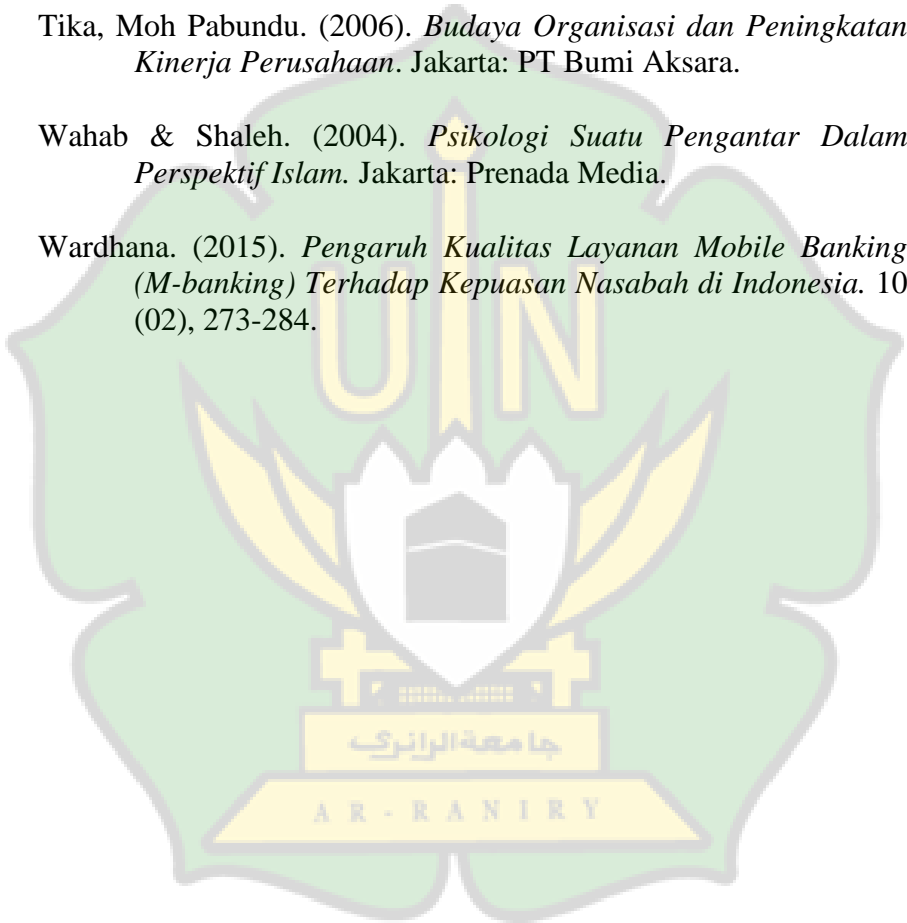 Tika, Moh Pabundu. (2006). Budaya Organisasi dan Peningkatan
Kinerja Perusahaan. Jakarta: PT Bumi Aksara.
Wahab & Shaleh. (2004). Psikologi Suatu Pengantar Dalam
Perspektif Islam. Jakarta: Prenada Media.
Wardhana. (2015). Pengaruh Kualitas Layanan Mobile Banking
(M-banking) Terhadap Kepuasan Nasabah di Indonesia. 10
(02), 273-284.
UIN
جامعة الرانري
AR-RANIRY